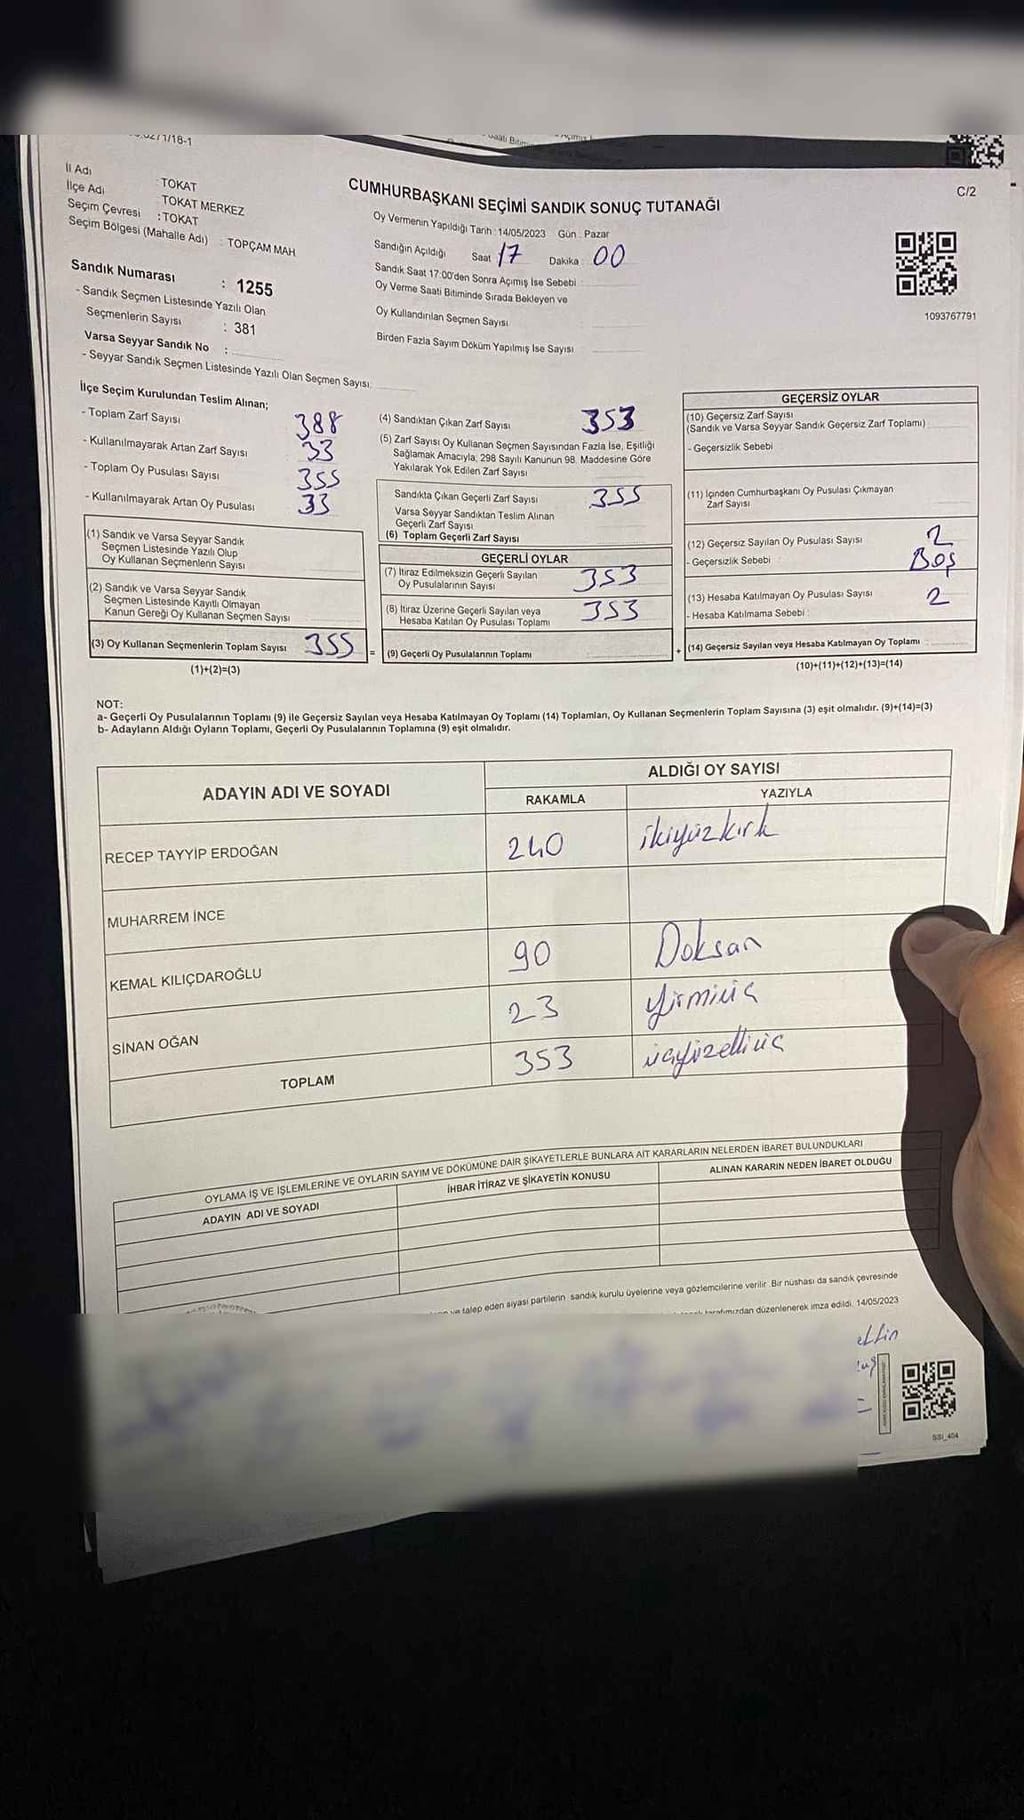 İl Adı : TOKAT
İlçe Adı : TOKAT MERKEZ
Seçim Çevresi : TOKAT
Seçim Bölgesi (Mahalle Adı) : TOPÇAM MAH
Sandık Numarası : 1255
- Sandık Seçmen Listesinde Yazılı Olan
Seçmenlerin Sayısı : 381
Varsa Seyyar Sandık No :
- Seyyar Sandık Seçmen Listesinde Yazılı Olan Seçmen Sayısı:
CUMHURBAŞKANI SEÇİMİ SANDIK SONUÇ TUTANAĞI
C/2
Oy Vermenin Yapıldığı Tarih : 14/05/2023 Gün : Pazar
Sandığın Açıldığı Saat 17 Dakika : 00
Sandık Saat 17:00'den Sonra Açımış İse Sebebi
Oy Verme Saati Bitiminde Sırada Bekleyen ve
Oy Kullandırılan Seçmen Sayısı
Birden Fazla Sayım Döküm Yapılmış İse Sayısı
1093767791
İlçe Seçim Kurulundan Teslim Alınan;
- Toplam Zarf Sayısı 388
- Kullanılmayarak Artan Zarf Sayısı 33
- Toplam Oy Pusulası Sayısı 355
- Kullanılmayarak Artan Oy Pusulası 33
(1) Sandık ve Varsa Seyyar Sandık
Seçmen Listesinde Yazılı Olup
Oy Kullanan Seçmenlerin Sayısı
(2) Sandık ve Varsa Seyyar Sandık
Seçmen Listesinde Kayıtlı Olmayan
Kanun Gereği Oy Kullanan Seçmen Sayısı
(3) Oy Kullanan Seçmenlerin Toplam Sayısı 355
(1)+(2)=(3)
(4) Sandıktan Çıkan Zarf Sayısı 353
(5) Zarf Sayısı Oy Kullanan Seçmen Sayısından Fazla İse, Eşitliği
Sağlamak Amacıyla, 298 Sayılı Kanunun 98. Maddesine Göre
Yakılarak Yok Edilen Zarf Sayısı
Sandıkta Çıkan Geçerli Zarf Sayısı 355
Varsa Seyyar Sandıktan Teslim Alınan
Geçerli Zarf Sayısı
(6) Toplam Geçerli Zarf Sayısı
GEÇERLİ OYLAR
(7) İtiraz Edilmeksizin Geçerli Sayılan
Oy Pusulalarının Sayısı 353
(8) İtiraz Üzerine Geçerli Sayılan veya
Hesaba Katılan Oy Pusulası Toplamı 353
=
(9) Geçerli Oy Pusulalarının Toplamı
+
GEÇERSİZ OYLAR
(10) Geçersiz Zarf Sayısı
(Sandık ve Varsa Seyyar Sandık Geçersiz Zarf Toplamı)
- Geçersizlik Sebebi
(11) İçinden Cumhurbaşkanı Oy Pusulası Çıkmayan
Zarf Sayısı
(12) Geçersiz Sayılan Oy Pusulası Sayısı 2
- Geçersizlik Sebebi Boş
(13) Hesaba Katılmayan Oy Pusulası Sayısı 2
- Hesaba Katılmama Sebebi
(14) Geçersiz Sayılan veya Hesaba Katılmayan Oy Toplamı
(10)+(11)+(12)+(13)=(14)
NOT:
a- Geçerli Oy Pusulalarının Toplamı (9) ile Geçersiz Sayılan veya Hesaba Katılmayan Oy Toplamı (14) Toplamları, Oy Kullanan Seçmenlerin Toplam Sayısına (3) eşit olmalıdır. (9)+(14)=(3)
b- Adayların Aldığı Oyların Toplamı, Geçerli Oy Pusulalarının Toplamına (9) eşit olmalıdır.
ADAYIN ADI VE SOYADI
ALDIĞI OY SAYISI
RAKAMLA YAZIYLA
RECEP TAYYİP ERDOĞAN 240 ikiyüzkırk
MUHARREM İNCE
KEMAL KILIÇDAROĞLU 90 Doksan
SİNAN OĞAN 23 yirmiüç
TOPLAM 353 üçyüzelliüç
OYLAMA İŞ VE İŞLEMLERİNE VE OYLARIN SAYIM VE DÖKÜMÜNE DAİR ŞİKAYETLERLE BUNLARA AİT KARARLARIN NELERDEN İBARET BULUNDUKLARI
ADAYIN ADI VE SOYADI
İHBAR İTİRAZ VE ŞİKAYETİN KONUSU
ALINAN KARARIN NEDEN İBARET OLDUĞU
ve talep eden siyasi partilerin sandık kurulu üyelerine veya gözlemcilerine verilir. Bir nüshası da sandık çevresinde
tarafımızdan düzenlenerek imza edildi. 14/05/2023